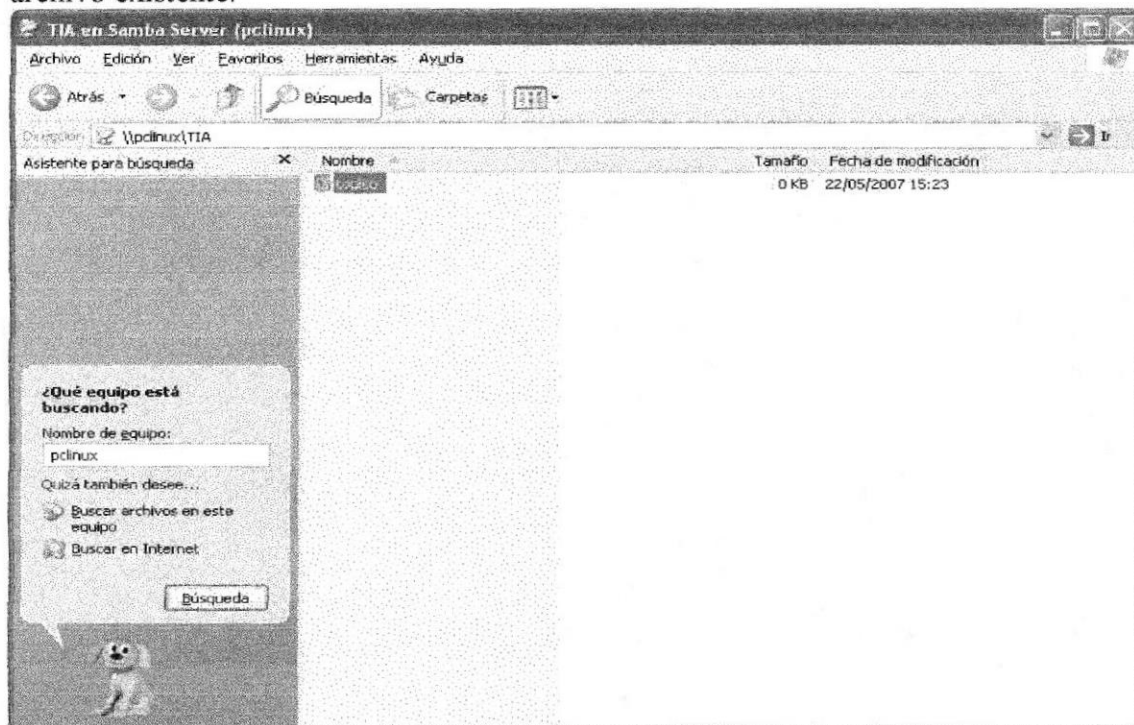 archivo existente.
TIA en Samba Server (pclinux)
Archivo Edición Ver Favoritos Herramientas Ayuda
Atrás Búsqueda Carpetas
Dirección \\pclinux\TIA Ir
Asistente para búsqueda Nombre Tamaño Fecha de modificación
0 KB 22/05/2007 15:23
¿Qué equipo está
buscando?
Nombre de equipo:
pclinux
Quizá también desee...
Buscar archivos en este
equipo
Buscar en Internet
Búsqueda